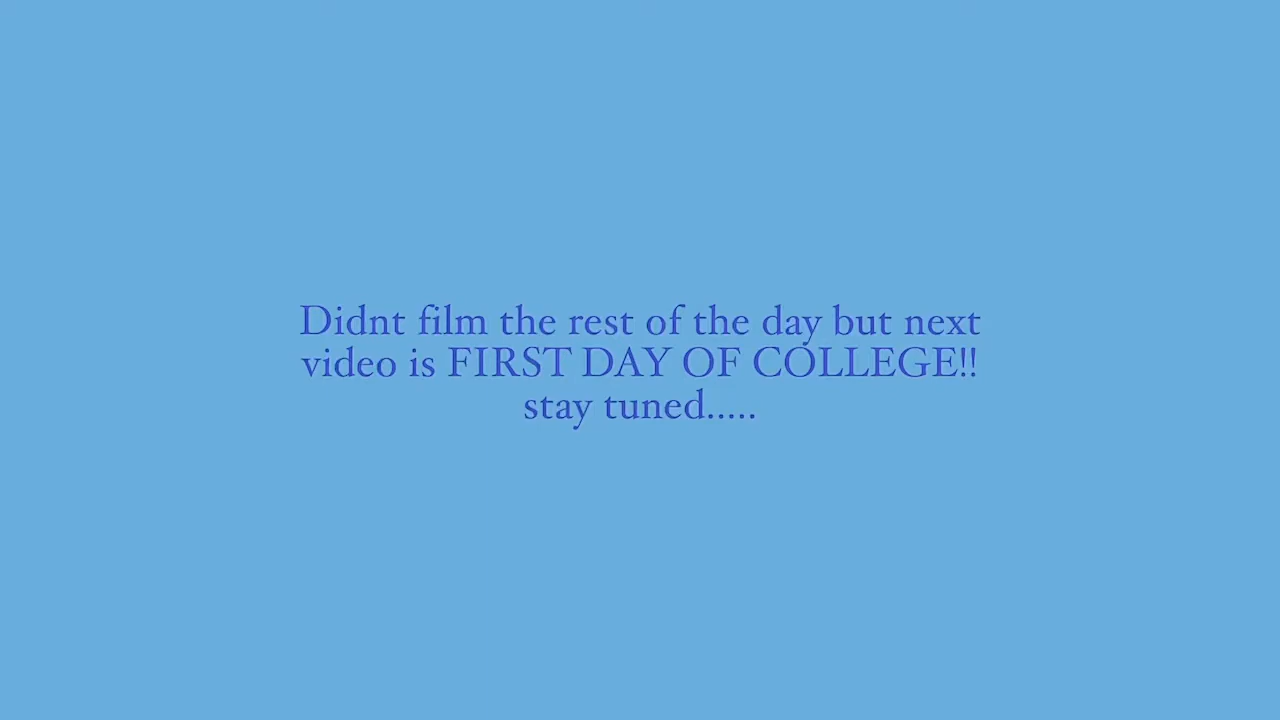 Didnt film the rest of the day but next
video is FIRST DAY OF COLLEGE!!
stay tuned.....